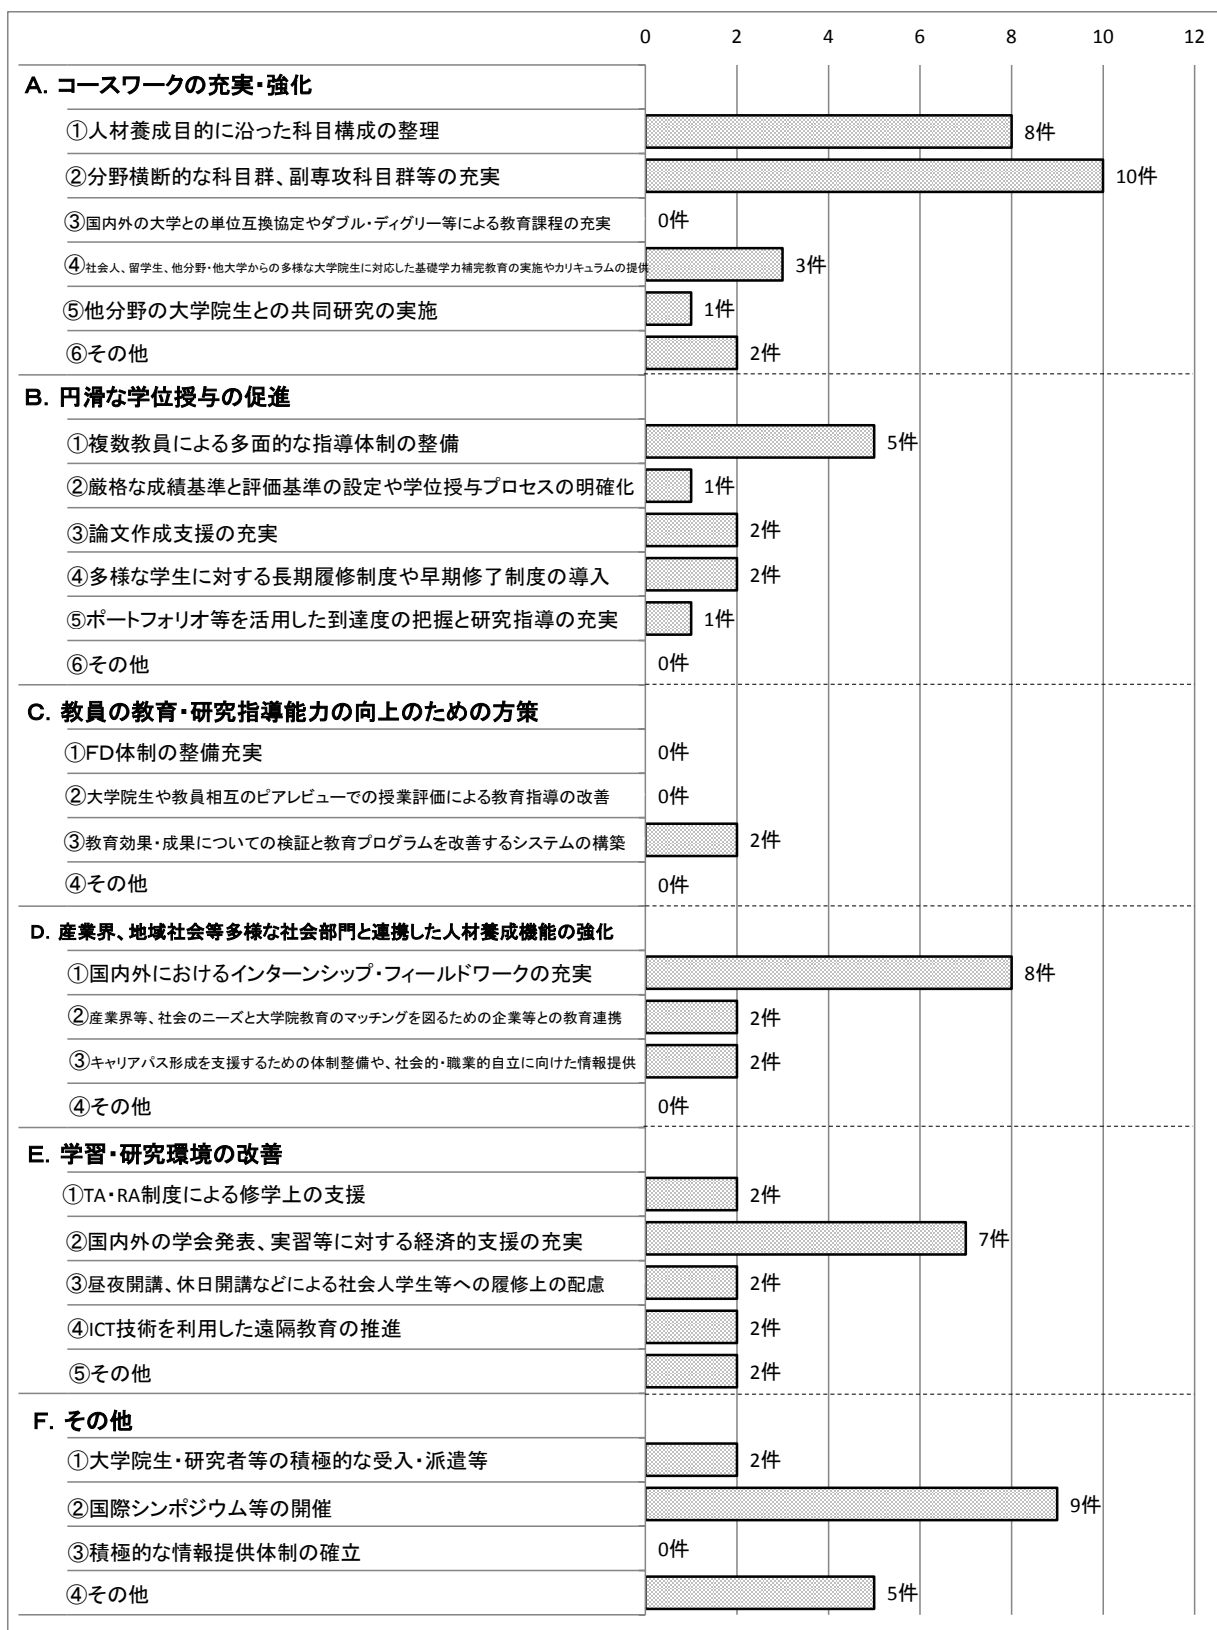 0 2 4 6 8 10 12
A. コースワークの充実・強化
①人材養成目的に沿った科目構成の整理 8件
②分野横断的な科目群、副専攻科目群等の充実 10件
③国内外の大学との単位互換協定やダブル・ディグリー等による教育課程の充実 0件
④社会人、留学生、他分野・他大学からの多様な大学院生に対応した基礎学力補完教育の実施やカリキュラムの提供 3件
⑤他分野の大学院生との共同研究の実施 1件
⑥その他 2件
B. 円滑な学位授与の促進
①複数教員による多面的な指導体制の整備 5件
②厳格な成績基準と評価基準の設定や学位授与プロセスの明確化 1件
③論文作成支援の充実 2件
④多様な学生に対する長期履修制度や早期修了制度の導入 2件
⑤ポートフォリオ等を活用した到達度の把握と研究指導の充実 1件
⑥その他 0件
C. 教員の教育・研究指導能力の向上のための方策
①FD体制の整備充実 0件
②大学院生や教員相互のピアレビューでの授業評価による教育指導の改善 0件
③教育効果・成果についての検証と教育プログラムを改善するシステムの構築 2件
④その他 0件
D. 産業界、地域社会等多様な社会部門と連携した人材養成機能の強化
①国内外におけるインターンシップ・フィールドワークの充実 8件
②産業界等、社会のニーズと大学院教育のマッチングを図るための企業等との教育連携 2件
③キャリアパス形成を支援するための体制整備や、社会的・職業的自立に向けた情報提供 2件
④その他 0件
E. 学習・研究環境の改善
①TA・RA制度による修学上の支援 2件
②国内外の学会発表、実習等に対する経済的支援の充実 7件
③昼夜開講、休日開講などによる社会人学生等への履修上の配慮 2件
④ICT技術を利用した遠隔教育の推進 2件
⑤その他 2件
F. その他
①大学院生・研究者等の積極的な受入・派遣等 2件
②国際シンポジウム等の開催 9件
③積極的な情報提供体制の確立 0件
④その他 5件